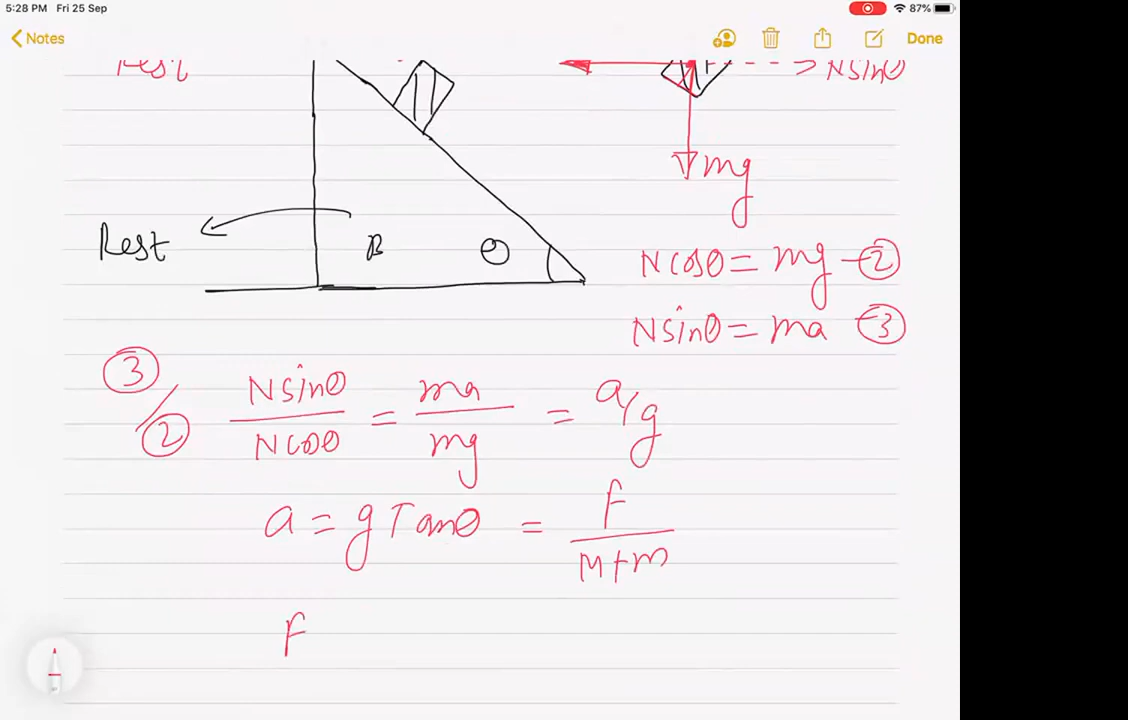 5:28 PM Fri 25 Sep
87%
Notes
Done
Rest
Nsinθ
mg
Rest
B
θ
Ncosθ = mg -②
Nsinθ = ma -③
③/② Nsinθ/Ncosθ = ma/mg = a/g
a = g Tanθ = F/M+m
F